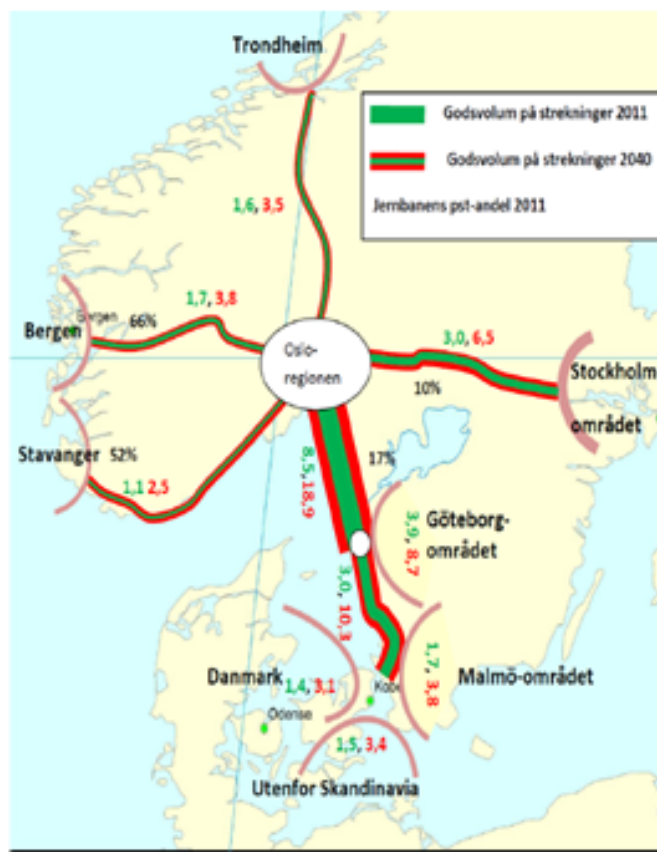 Trondheim
Godsvolum på strekninger 2011
Godsvolum på strekninger 2040
Jernbanens pst-andel 2011
1,6, 3,5
1,7, 3,8
Bergen
Bergen
66%
Oslo-
regionen
3,0, 6,5
10%
Stockholm
området
Stavanger
52%
1,1 2,5
8,5,18,9
17%
3,9, 8,7
Göteborg-
området
3,0, 10,3
1,7, 3,8
Malmö-området
Danmark
1,4, 3,1
Odense
Købe
1,5, 3,4
Utenfor Skandinavia